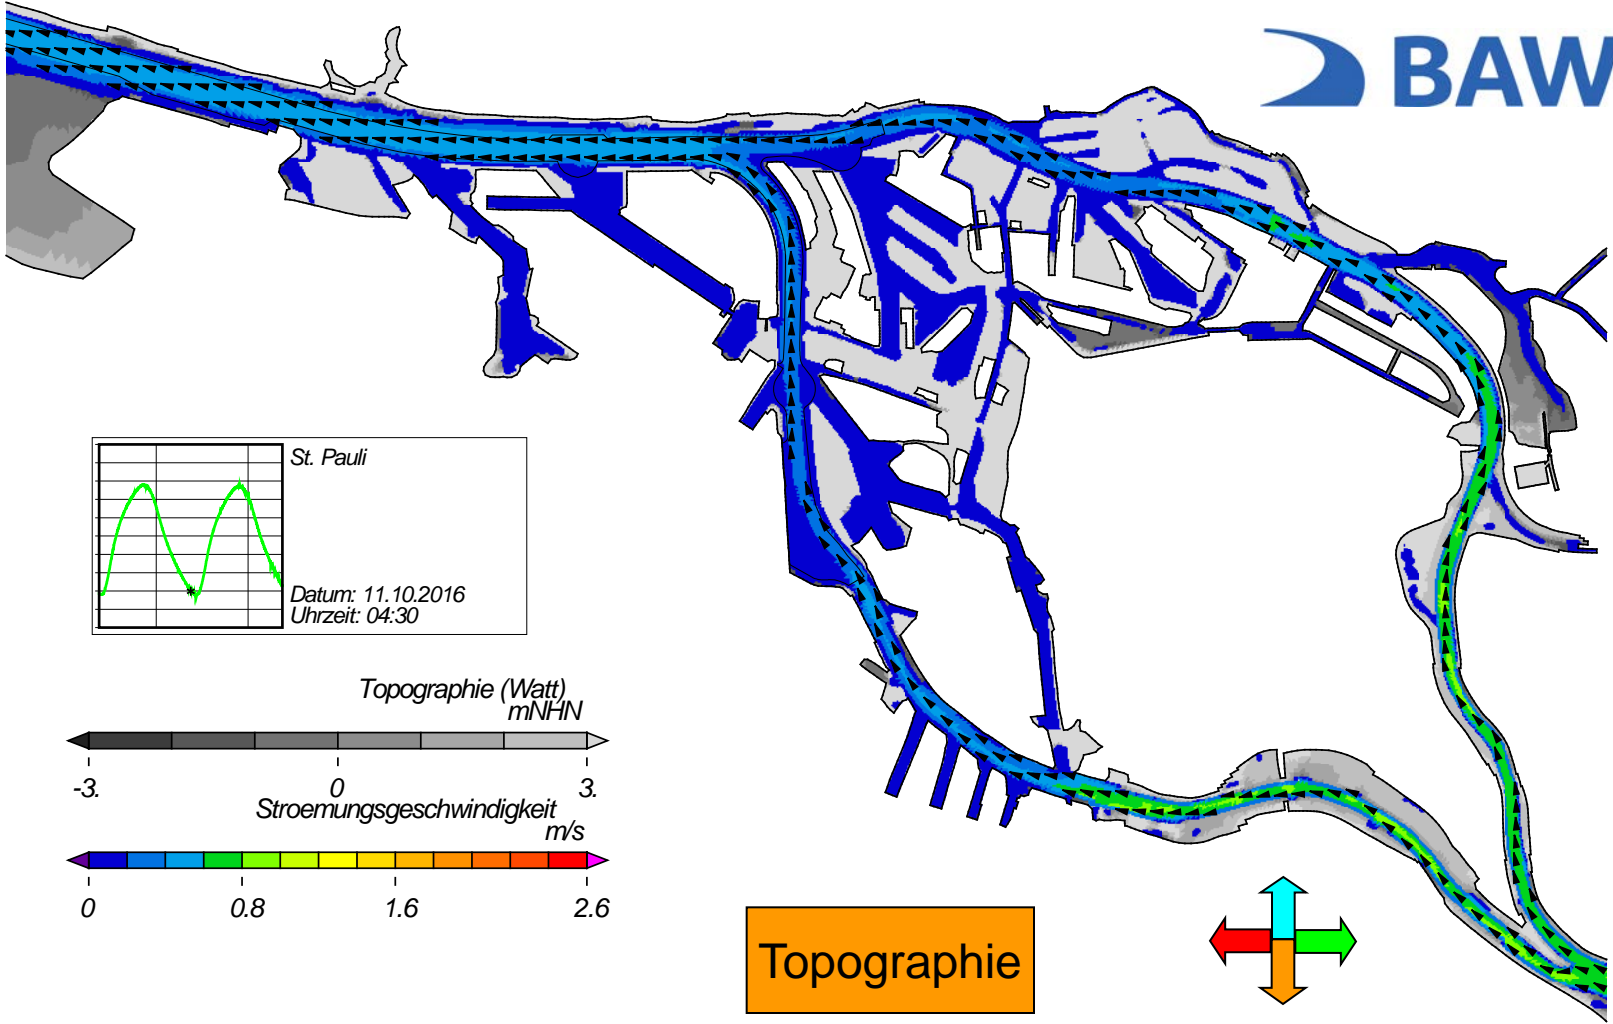 BAW
St. Pauli
Datum: 11.10.2016
Uhrzeit: 04:30
Topographie (Watt)
mNHN
-3. 0 3.
Stroemungsgeschwindigkeit
m/s
0 0.8 1.6 2.6
Topographie